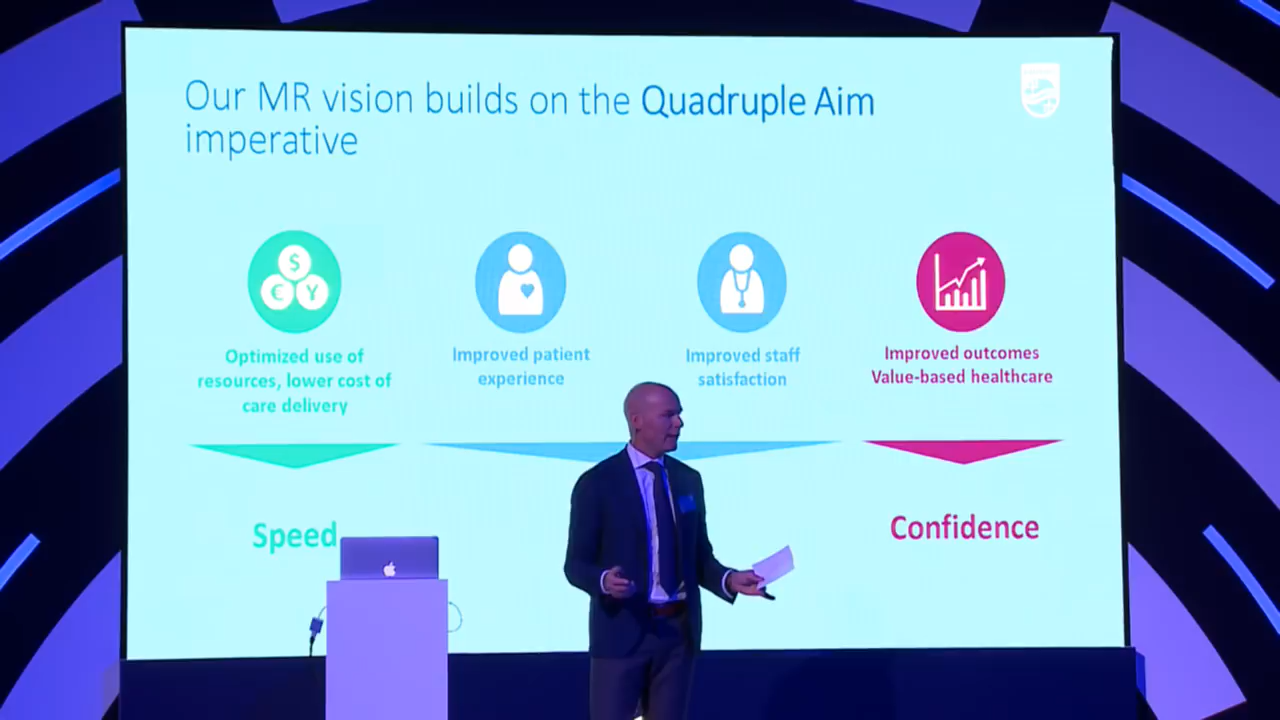 Our MR vision builds on the Quadruple Aim
imperative
$
€ Y
Optimized use of
resources, lower cost of
care delivery
Improved patient
experience
Improved staff
satisfaction
Improved outcomes
Value-based healthcare
Speed
Confidence